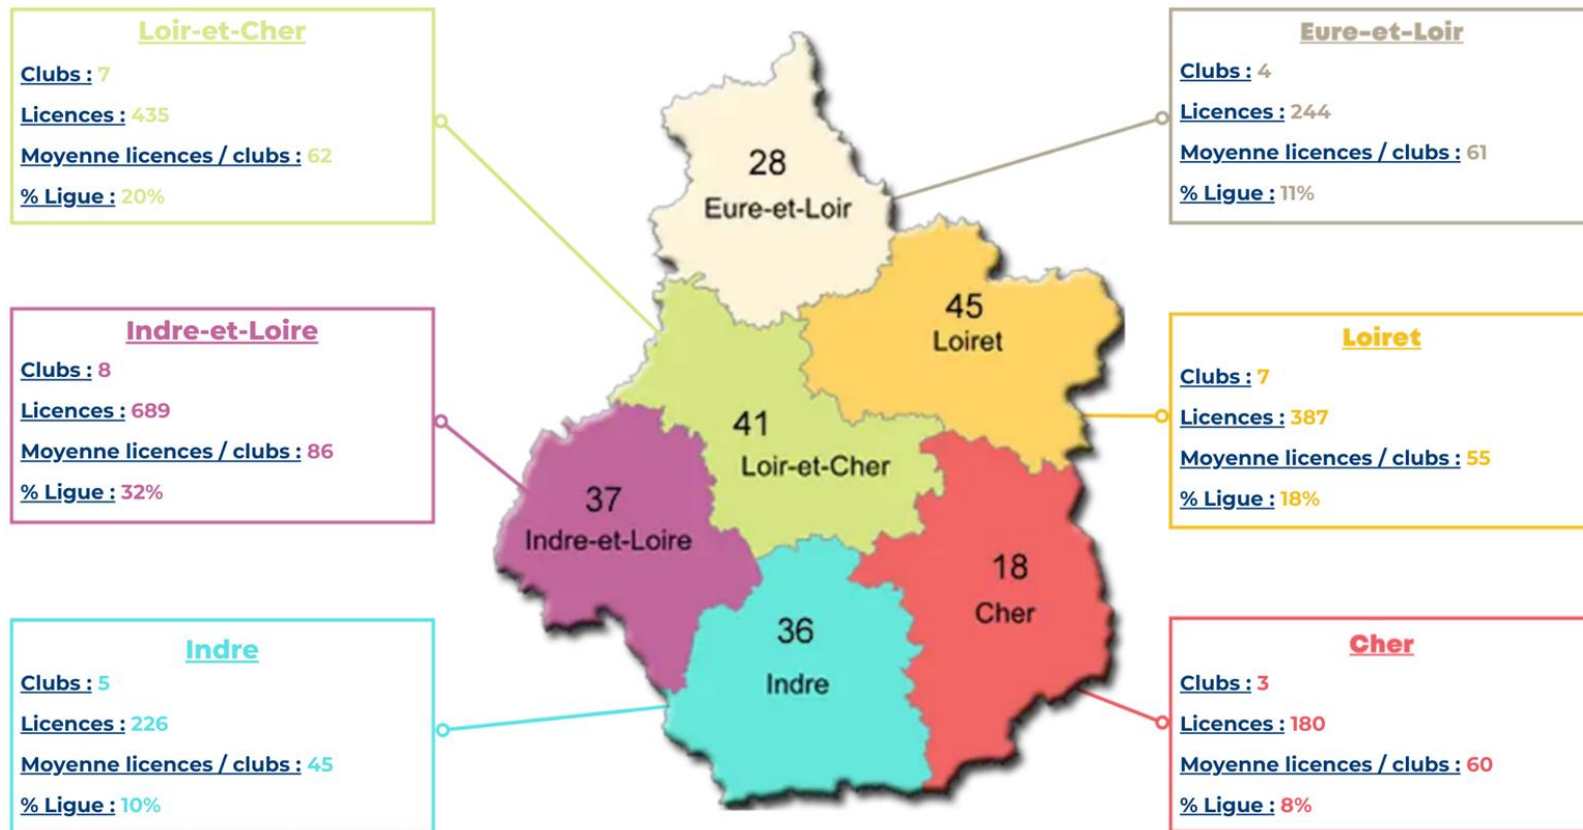 Loir-et-Cher
Clubs : 7
Licences : 435
Moyenne licences / clubs : 62
% Ligue : 20%
Indre-et-Loire
Clubs : 8
Licences : 689
Moyenne licences / clubs : 86
% Ligue : 32%
Indre
Clubs : 5
Licences : 226
Moyenne licences / clubs : 45
% Ligue : 10%
28
Eure-et-Loir
45
Loiret
41
Loir-et-Cher
37
Indre-et-Loire
18
Cher
36
Indre
Eure-et-Loir
Clubs : 4
Licences : 244
Moyenne licences / clubs : 61
% Ligue : 11%
Loiret
Clubs : 7
Licences : 387
Moyenne licences / clubs : 55
% Ligue : 18%
Cher
Clubs : 3
Licences : 180
Moyenne licences / clubs : 60
% Ligue : 8%